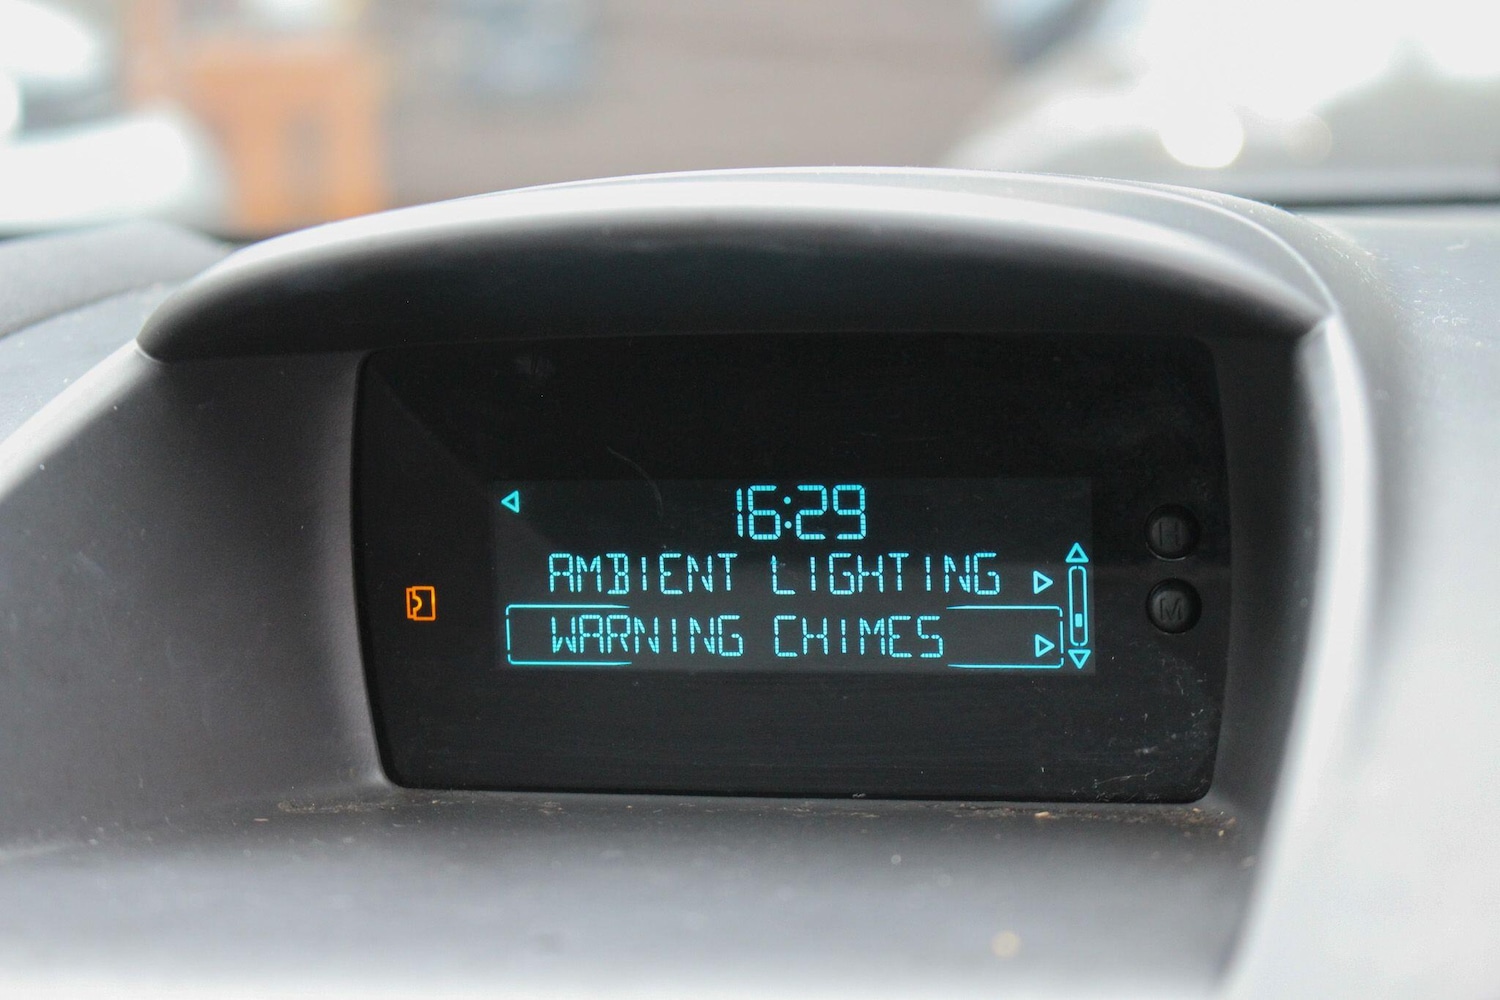 16:29
AMBIENT LIGHTING
WARNING CHIMES
H
M